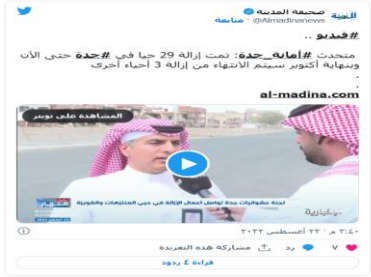 صحيفة المدينة
@Almadinanews · متابعة
#فيديو ..
متحدث #أمانة_جدة: تمت إزالة 29 حيا في #جدة حتى الآن
وبنهاية أكتوبر سيتم الانتهاء من إزالة 3 أحياء أخرى
.
.
al-madina.com
المشاهدة على تويتر
لجنة عشوائيات جدة تواصل أعمال الإزالة في حيي المنتزهات والقويزة
٣:٤٠ م · ٢٢ أغسطس ٢٠٢٢
٧ رد مشاركة هذه التغريدة
قراءة ٤ ردود